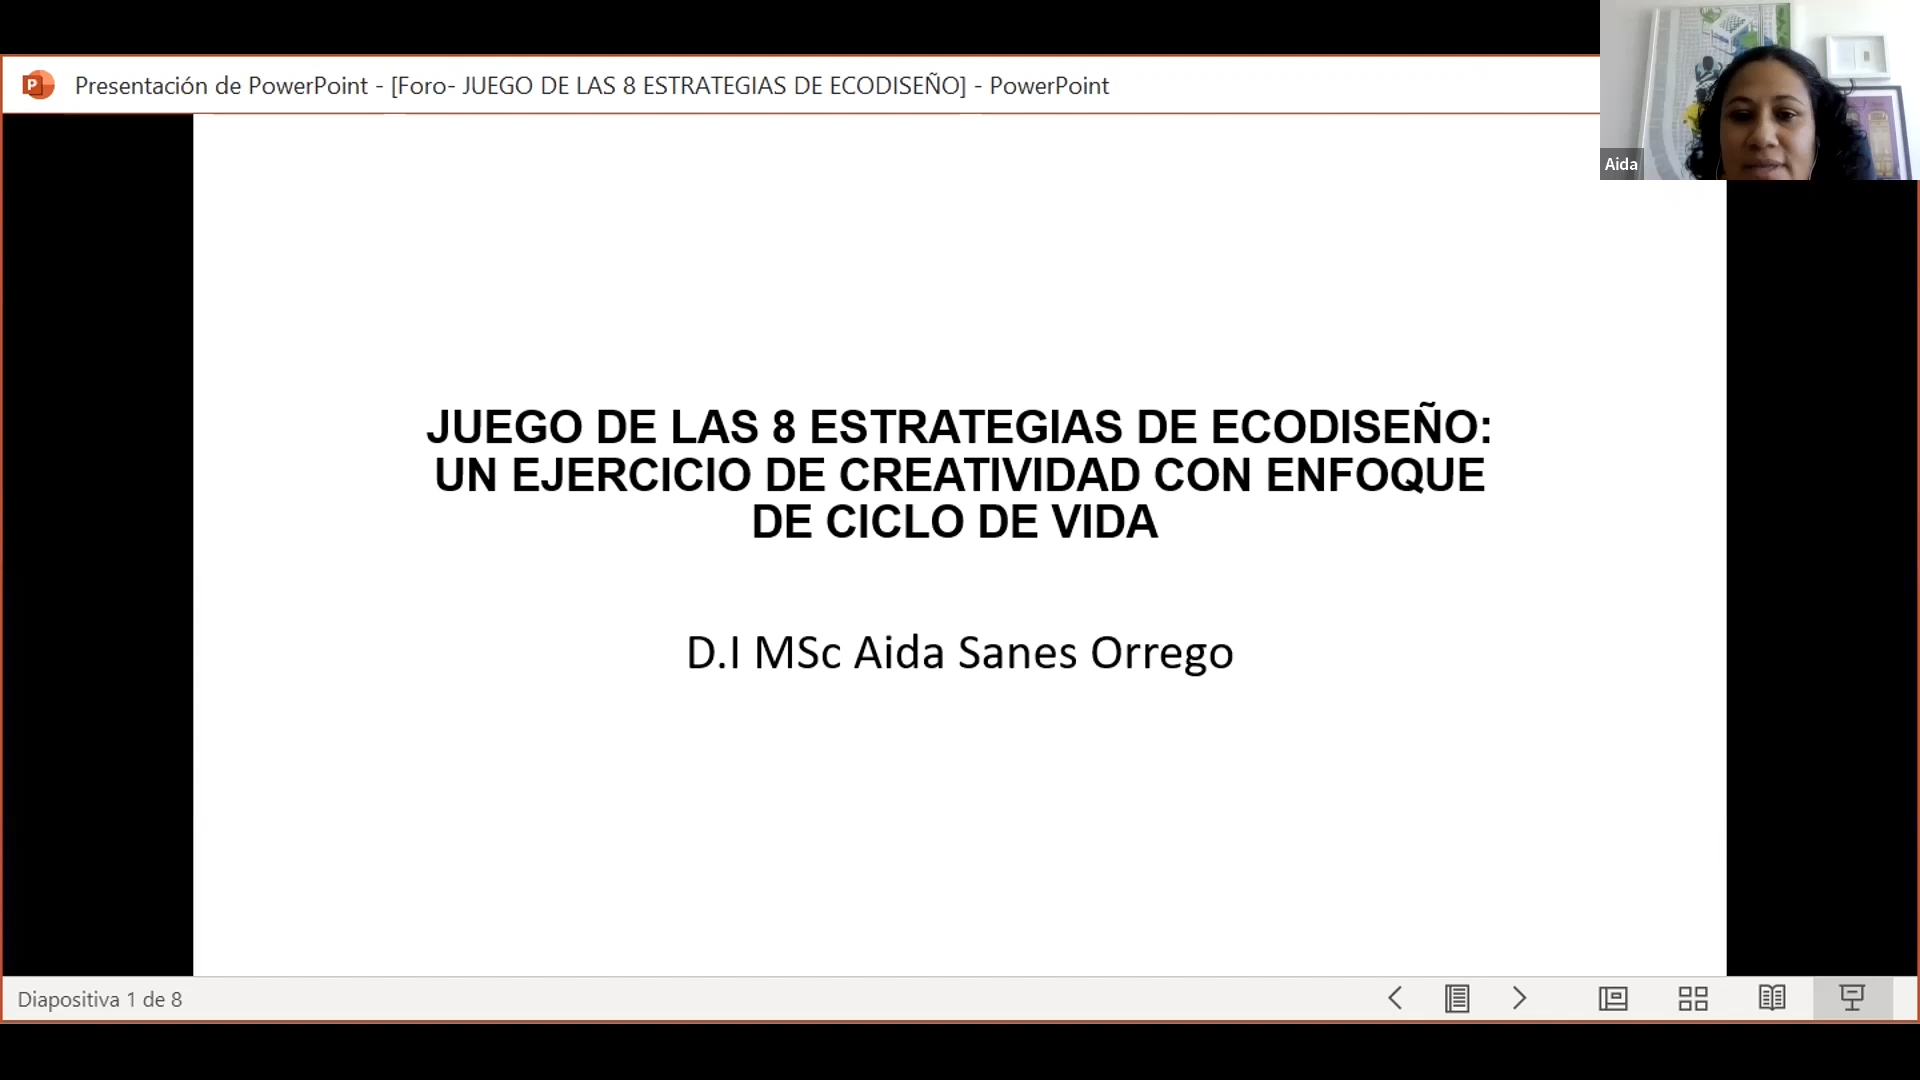 Presentación de PowerPoint - [Foro- JUEGO DE LAS 8 ESTRATEGIAS DE ECODISEÑO] - PowerPoint
Aida
JUEGO DE LAS 8 ESTRATEGIAS DE ECODISEÑO:
UN EJERCICIO DE CREATIVIDAD CON ENFOQUE
DE CICLO DE VIDA
D.I MSc Aida Sanes Orrego
Diapositiva 1 de 8